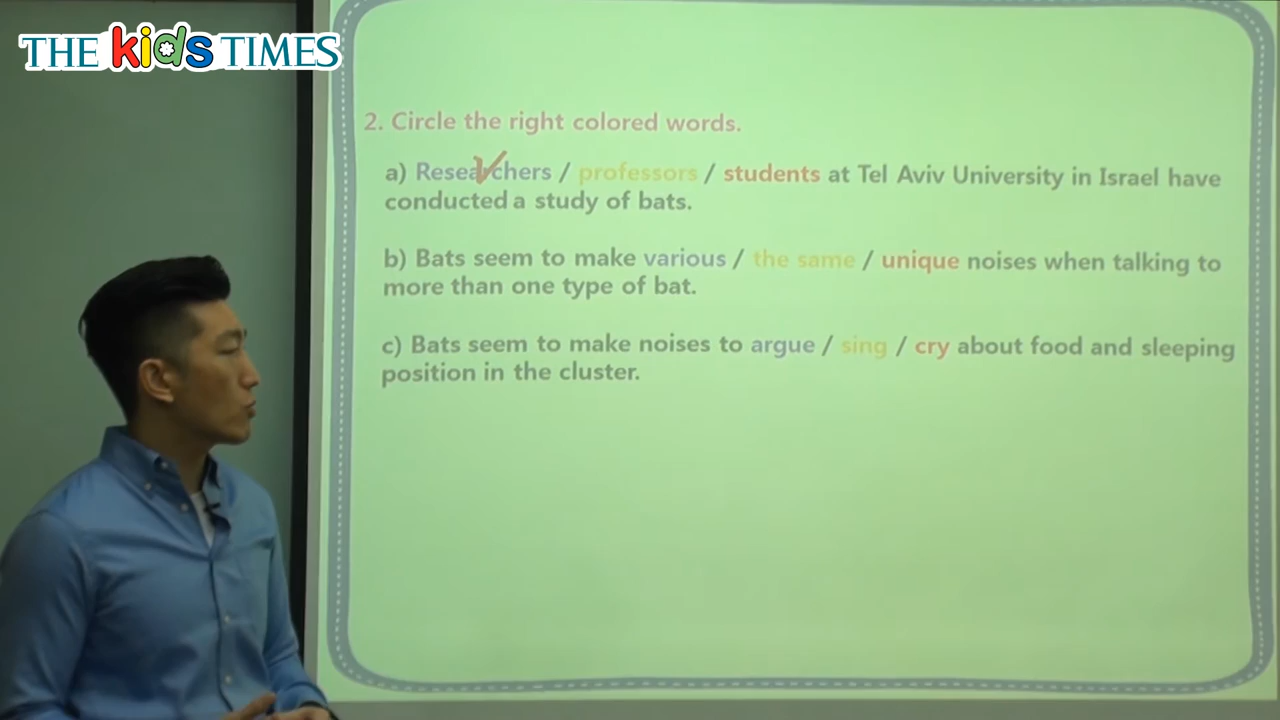 THE kids TIMES
2. Circle the right colored words.
a) Researchers / professors / students at Tel Aviv University in Israel have
conducted a study of bats.
b) Bats seem to make various / the same / unique noises when talking to
more than one type of bat.
c) Bats seem to make noises to argue / sing / cry about food and sleeping
position in the cluster.